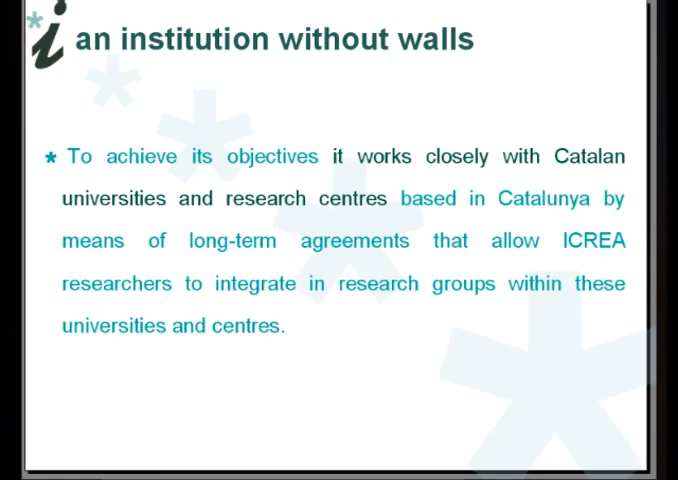 i an institution without walls
* To achieve its objectives it works closely with Catalan
universities and research centres based in Catalunya by
means of long-term agreements that allow ICREA
researchers to integrate in research groups within these
universities and centres.